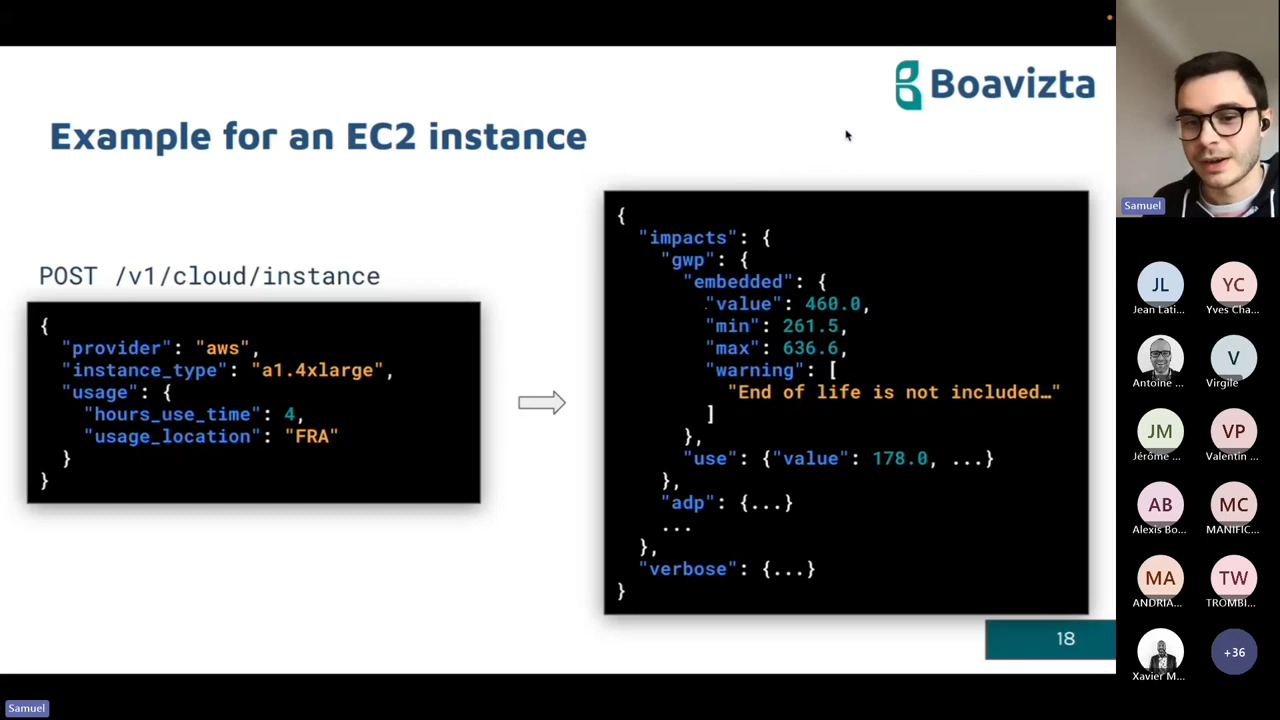 Boavizta
Example for an EC2 instance
POST /v1/cloud/instance
{
"provider": "aws",
"instance_type": "a1.4xlarge",
"usage": {
"hours_use_time": 4,
"usage_location": "FRA"
}
}
{
"impacts": {
"gwp": {
"embedded": {
"value": 460.0,
"min": 261.5,
"max": 636.6,
"warning": [
"End of life is not included…"
]
},
"use": {"value": 178.0, ...}
},
"adp": {...}
...
},
"verbose": {...}
}
18
Samuel
JL
Jean Lati...
YC
Yves Cha...
Antoine ...
V
Virgile
JM
Jérôme ...
VP
Valentin ...
AB
Alexis Bo...
MC
MANIFIC...
MA
ANDRIA...
TW
TROMBI...
Xavier M...
+36
Samuel